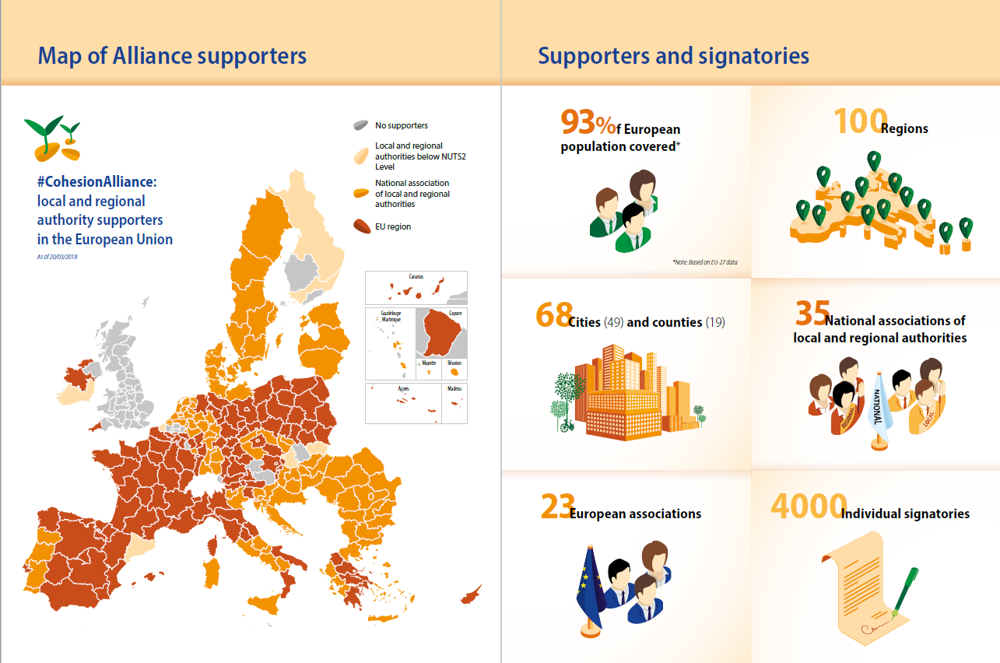 Map of Alliance supporters
#CohesionAlliance:
local and regional
authority supporters
in the European Union
As of 20/03/2018
No supporters
Local and regional
authorities below NUTS2
Level
National association
of local and regional
authorities
EU region
Canarias
Guadeloupe
Martinique
Guyane
Mayotte
Réunion
Açores
Madeira
Supporters and signatories
93%f European
population covered*
*Note: Based on EU-27 data
100Regions
68Cities (49) and counties (19)
35National associations of
local and regional authorities
REGIONAL
NATIONAL
LOCAL
23European associations
4000Individual signatories